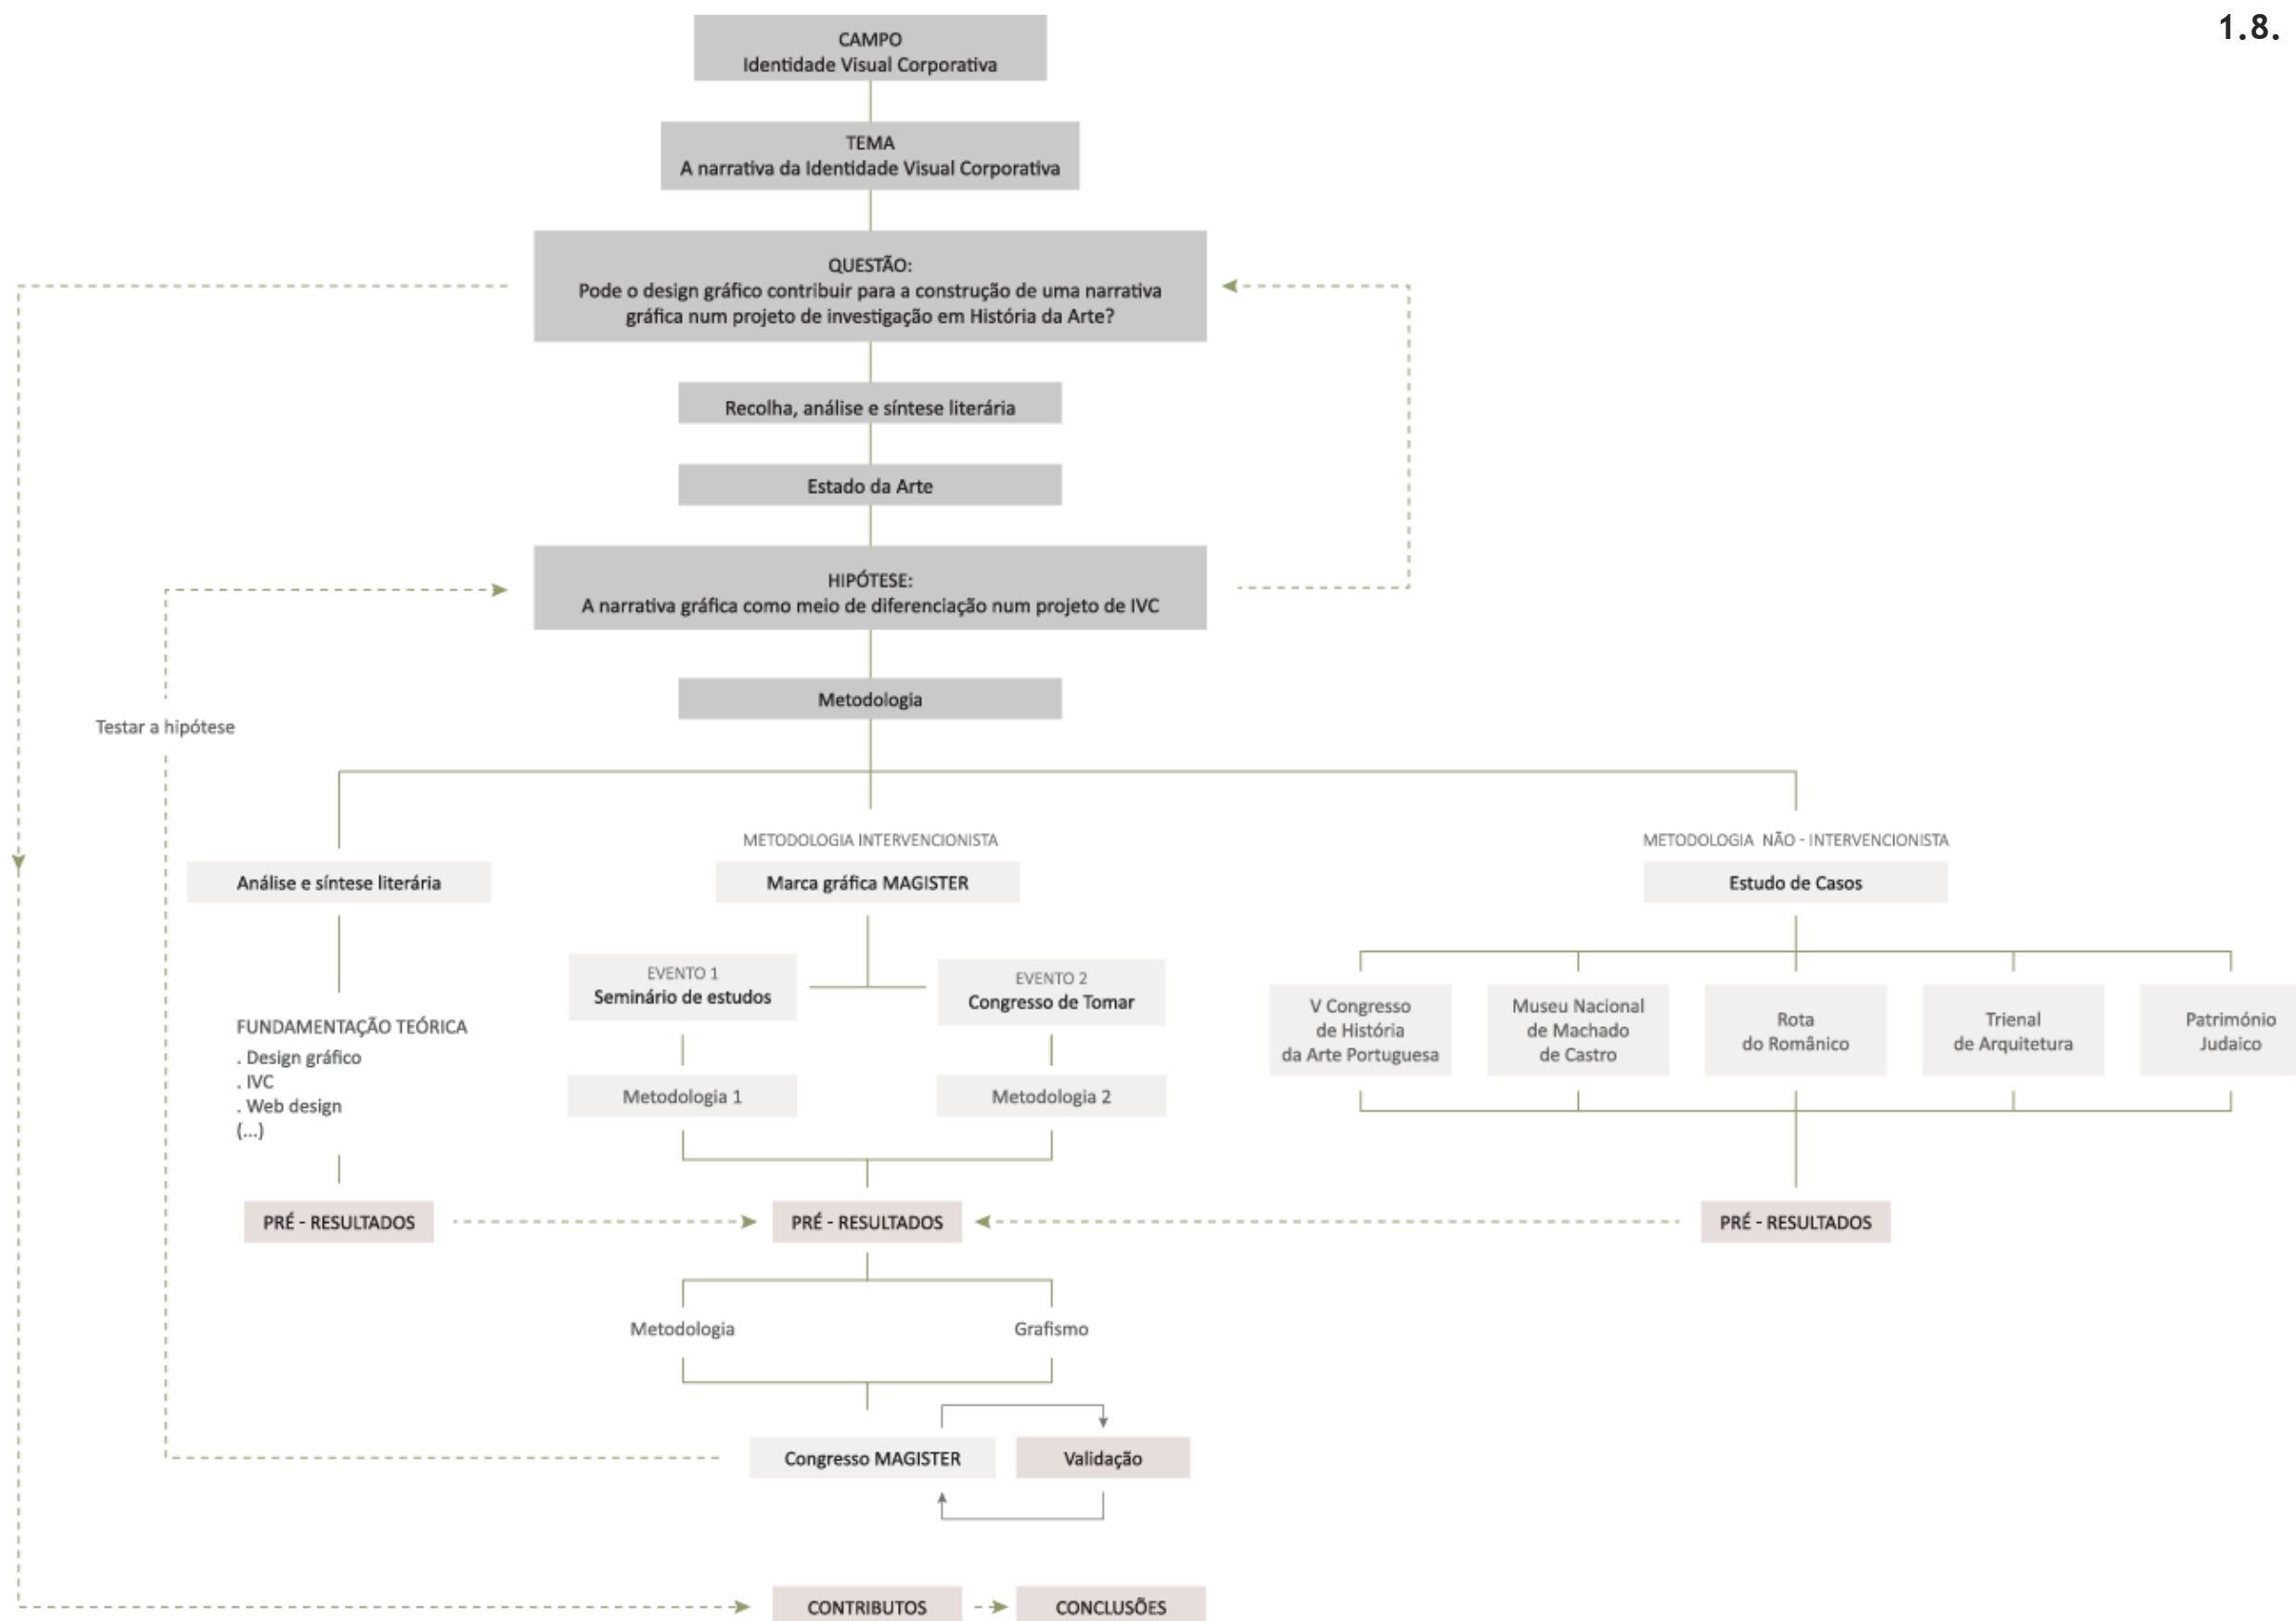 1.8.
CAMPO
Identidade Visual Corporativa
TEMA
A narrativa da Identidade Visual Corporativa
QUESTÃO:
Pode o design gráfico contribuir para a construção de uma narrativa
gráfica num projeto de investigação em História da Arte?
Recolha, análise e síntese literária
Estado da Arte
HIPÓTESE:
A narrativa gráfica como meio de diferenciação num projeto de IVC
Metodologia
Testar a hipótese
Análise e síntese literária
FUNDAMENTAÇÃO TEÓRICA
. Design gráfico
. IVC
. Web design
(...)
PRÉ - RESULTADOS
METODOLOGIA INTERVENCIONISTA
Marca gráfica MAGISTER
EVENTO 1
Seminário de estudos
EVENTO 2
Congresso de Tomar
Metodologia 1
Metodologia 2
PRÉ - RESULTADOS
METODOLOGIA NÃO - INTERVENCIONISTA
Estudo de Casos
V Congresso
de História
da Arte Portuguesa
Museu Nacional
de Machado
de Castro
Rota
do Românico
Trienal
de Arquitetura
Património
Judaico
PRÉ - RESULTADOS
Metodologia
Grafismo
Congresso MAGISTER
Validação
CONTRIBUTOS
CONCLUSÕES